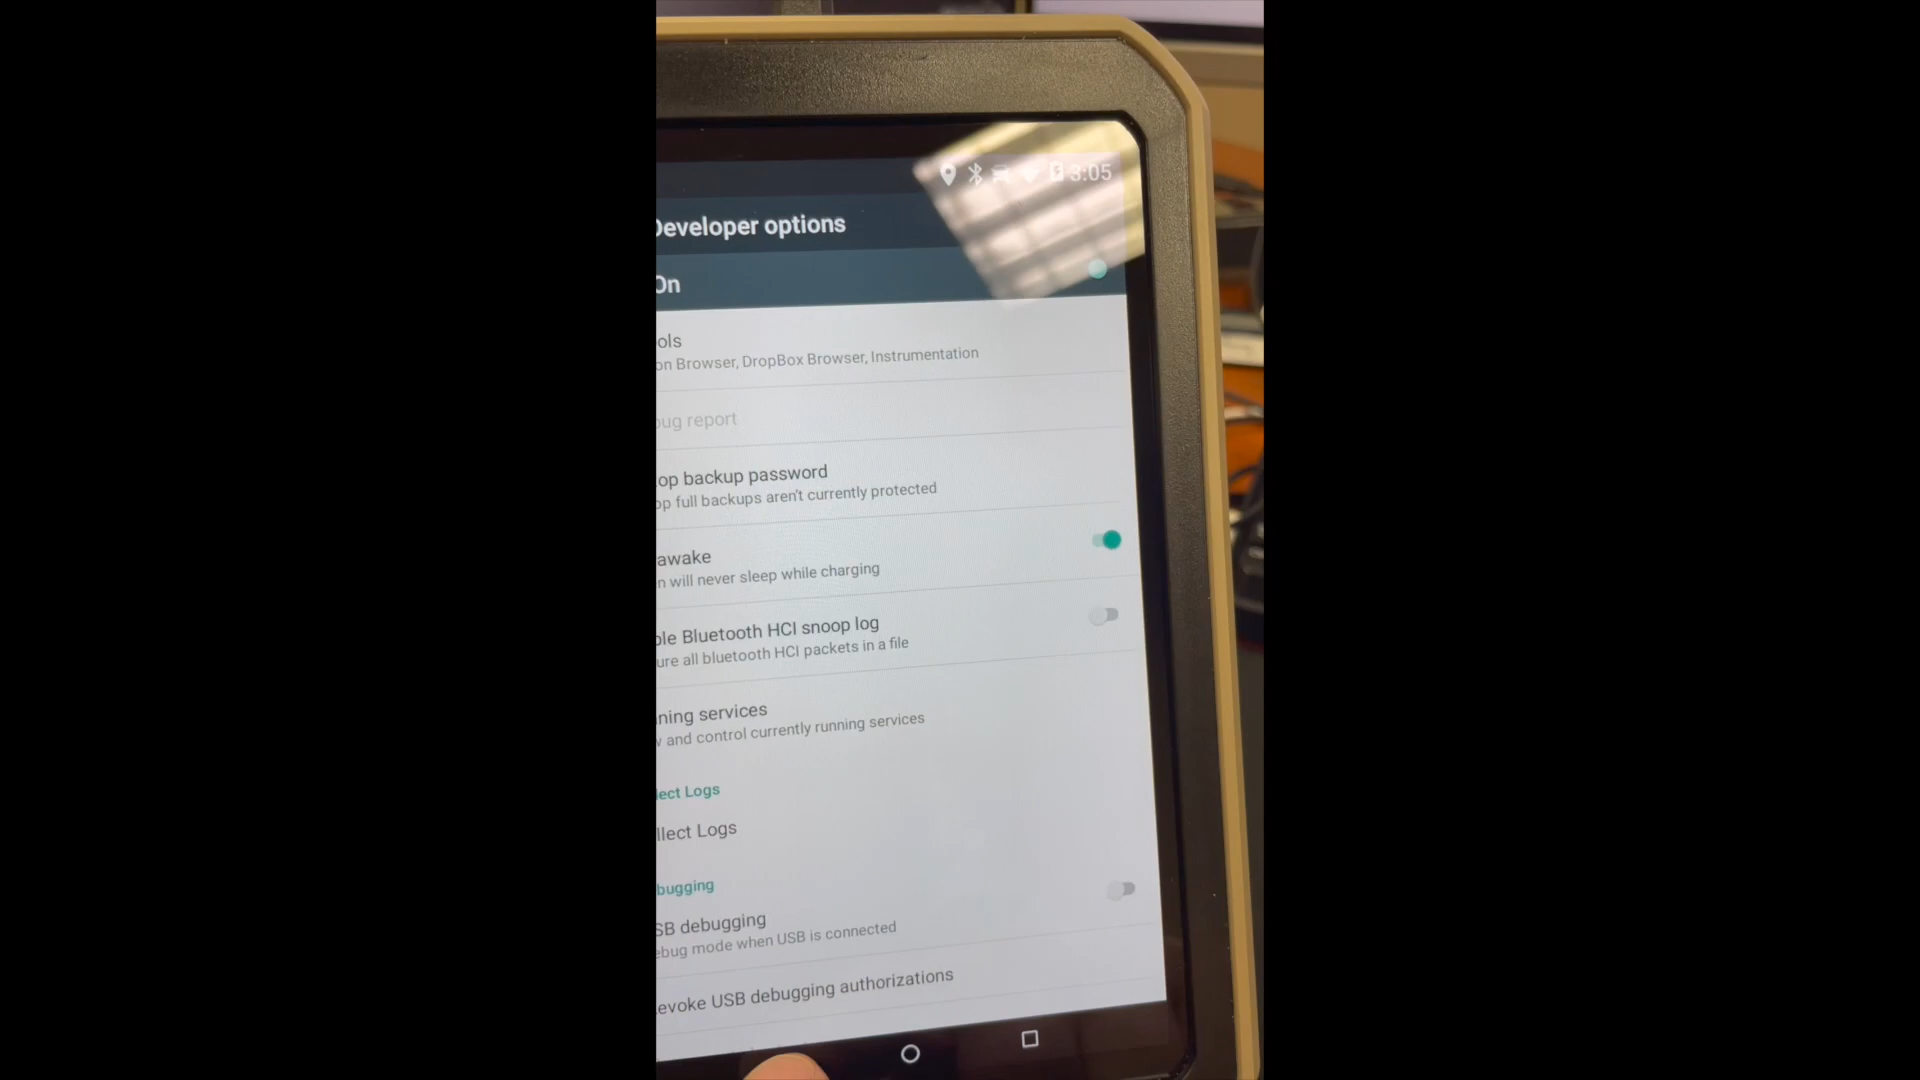 3:05
Developer options
On
ols
on Browser, DropBox Browser, Instrumentation
bug report
top backup password
op full backups aren't currently protected
awake
n will never sleep while charging
ble Bluetooth HCI snoop log
ure all bluetooth HCI packets in a file
ning services
w and control currently running services
lect Logs
llect Logs
bugging
SB debugging
ebug mode when USB is connected
evoke USB debugging authorizations